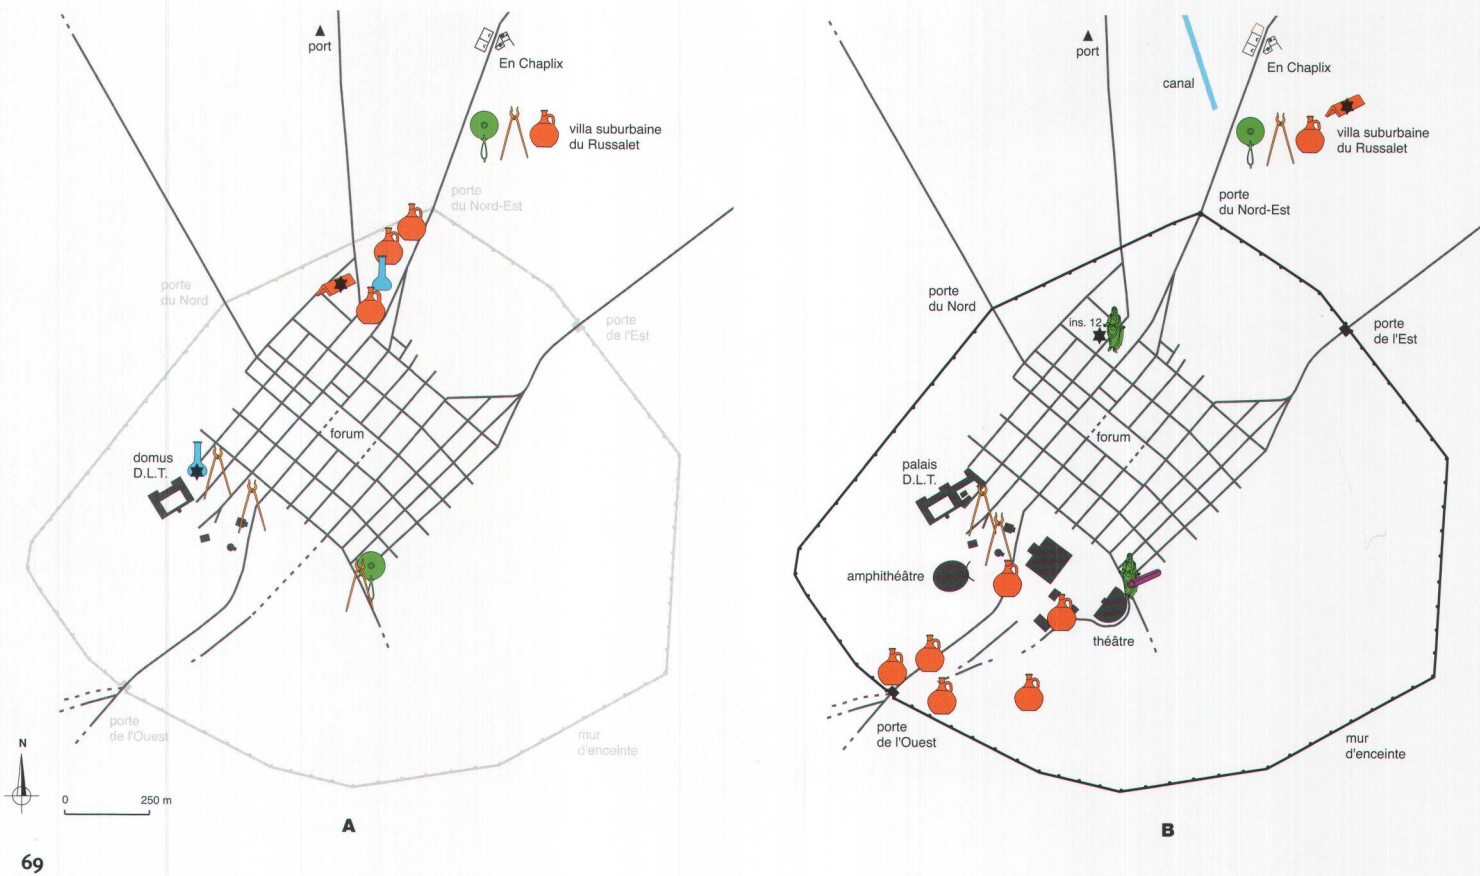 port
En Chaplix
villa suburbaine
du Russalet
porte
du Nord-Est
porte
du Nord
porte
de l'Est
forum
domus
D.L.T.
porte
de l'Ouest
mur
d'enceinte
N
0 250 m
A
port
canal
En Chaplix
villa suburbaine
du Russalet
porte
du Nord-Est
porte
du Nord
ins. 12
porte
de l'Est
forum
palais
D.L.T.
amphithéâtre
théâtre
porte
de l'Ouest
mur
d'enceinte
B
69